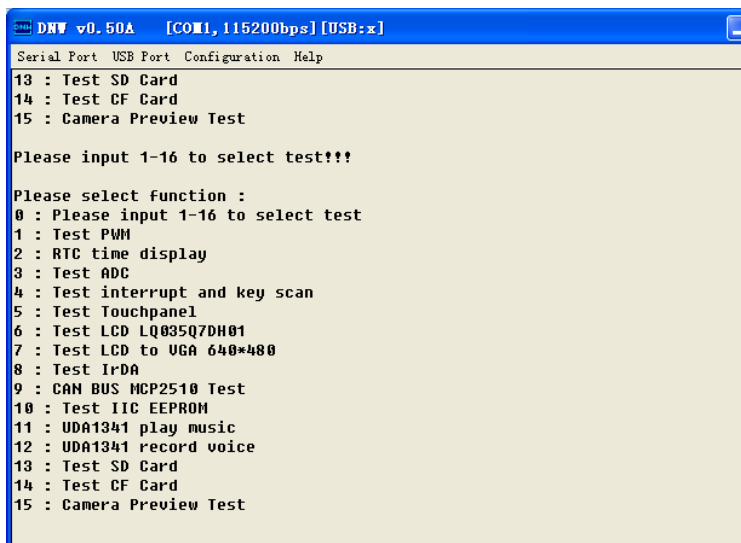 DNW v0.50A [COM1,115200bps][USB:x]
Serial Port USB Port Configuration Help
13 : Test SD Card
14 : Test CF Card
15 : Camera Preview Test
Please input 1-16 to select test!!!
Please select function :
0 : Please input 1-16 to select test
1 : Test PWM
2 : RTC time display
3 : Test ADC
4 : Test interrupt and key scan
5 : Test Touchpanel
6 : Test LCD LQ035Q7DH01
7 : Test LCD to VGA 640*480
8 : Test IrDA
9 : CAN BUS MCP2510 Test
10 : Test IIC EEPROM
11 : UDA1341 play music
12 : UDA1341 record voice
13 : Test SD Card
14 : Test CF Card
15 : Camera Preview Test